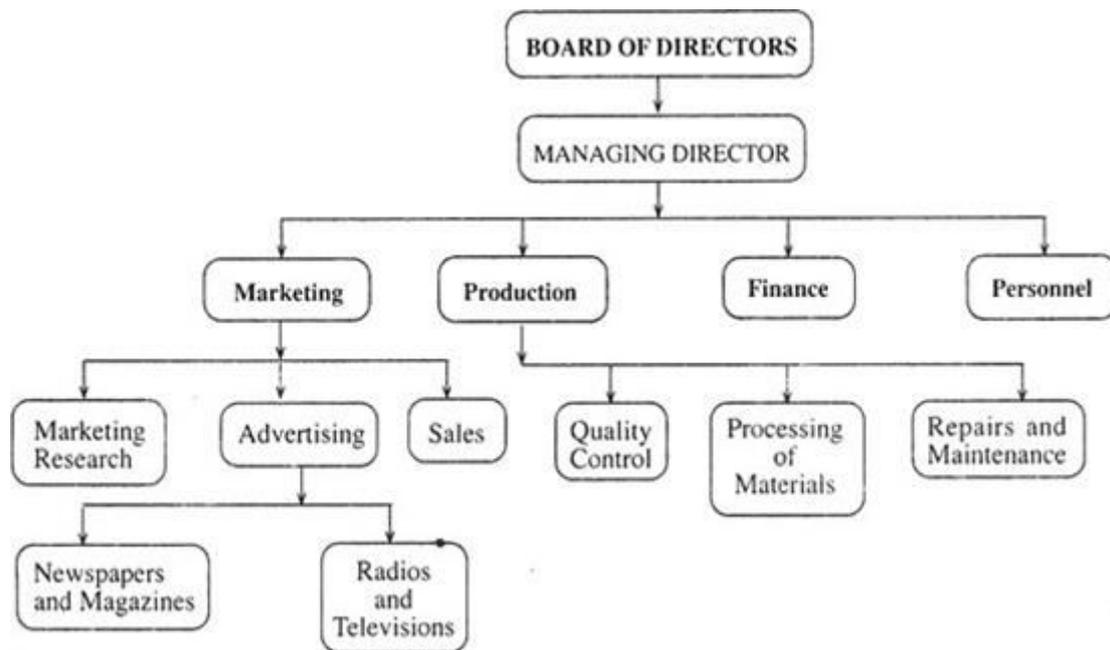 BOARD OF DIRECTORS
MANAGING DIRECTOR
Marketing
Production
Finance
Personnel
Marketing
Research
Advertising
Sales
Quality
Control
Processing
of
Materials
Repairs and
Maintenance
Newspapers
and Magazines
Radios
and
Televisions